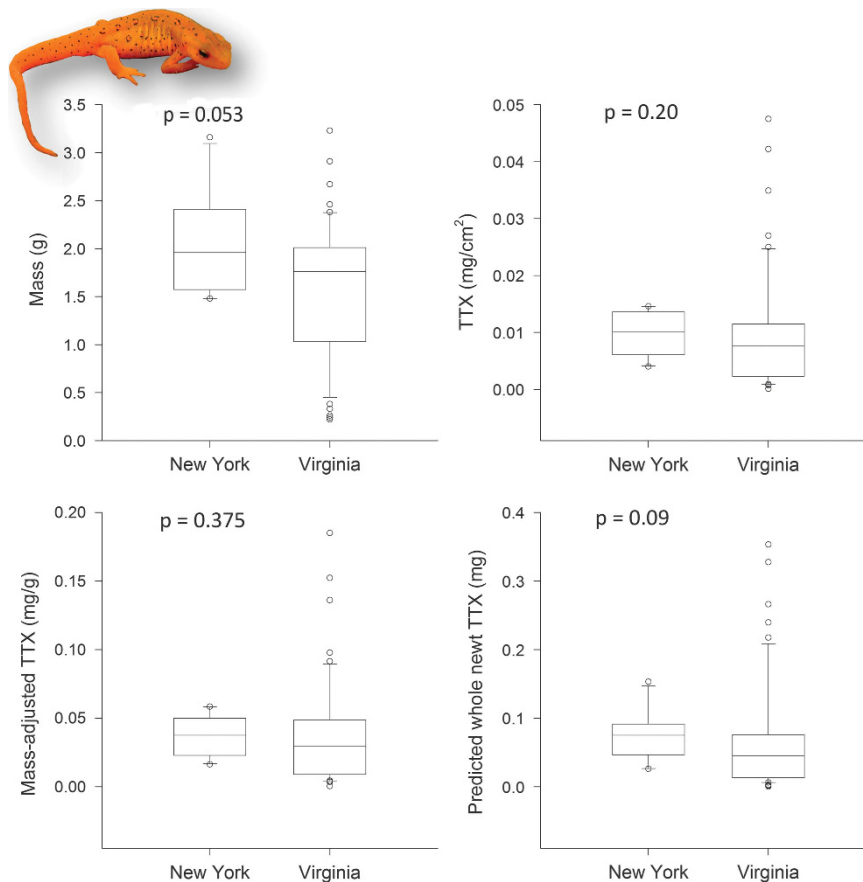 p = 0.053
3.5
3.0
2.5
2.0
1.5
1.0
0.5
0.0
Mass (g)
New York
Virginia
p = 0.20
0.05
0.04
0.03
0.02
0.01
0.00
TTX (mg/cm²)
New York
Virginia
p = 0.375
0.20
0.15
0.10
0.05
0.00
Mass-adjusted TTX (mg/g)
New York
Virginia
p = 0.09
0.4
0.3
0.2
0.1
0.0
Predicted whole newt TTX (mg)
New York
Virginia